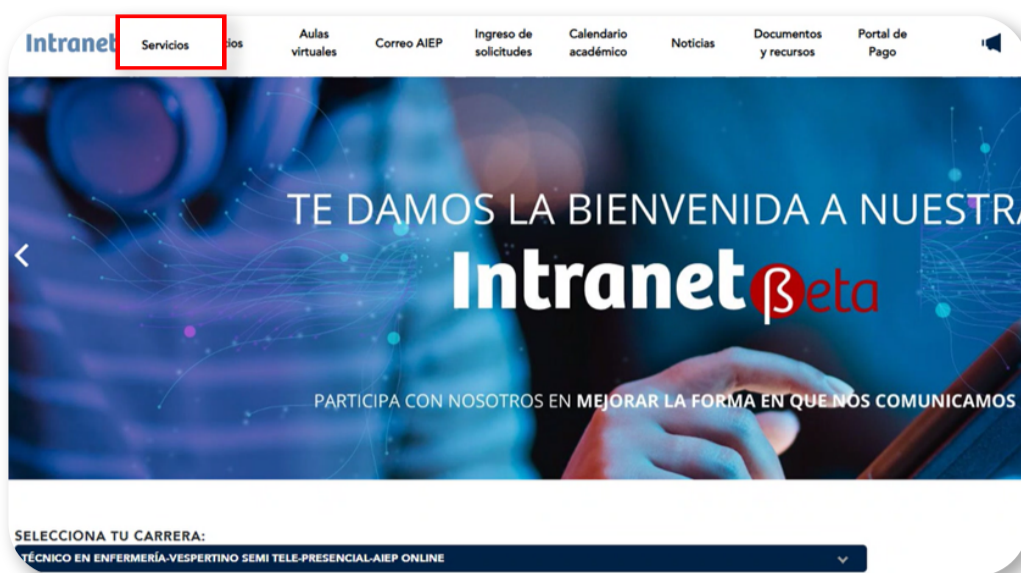 Intranet
Servicios
ios
Aulas
virtuales
Correo AIEP
Ingreso de
solicitudes
Calendario
académico
Noticias
Documentos
y recursos
Portal de
Pago
TE DAMOS LA BIENVENIDA A NUESTRA
Intranet βeta
PARTICIPA CON NOSOTROS EN MEJORAR LA FORMA EN QUE NOS COMUNICAMOS
SELECCIONA TU CARRERA:
TÉCNICO EN ENFERMERÍA-VESPERTINO SEMI TELE-PRESENCIAL-AIEP ONLINE